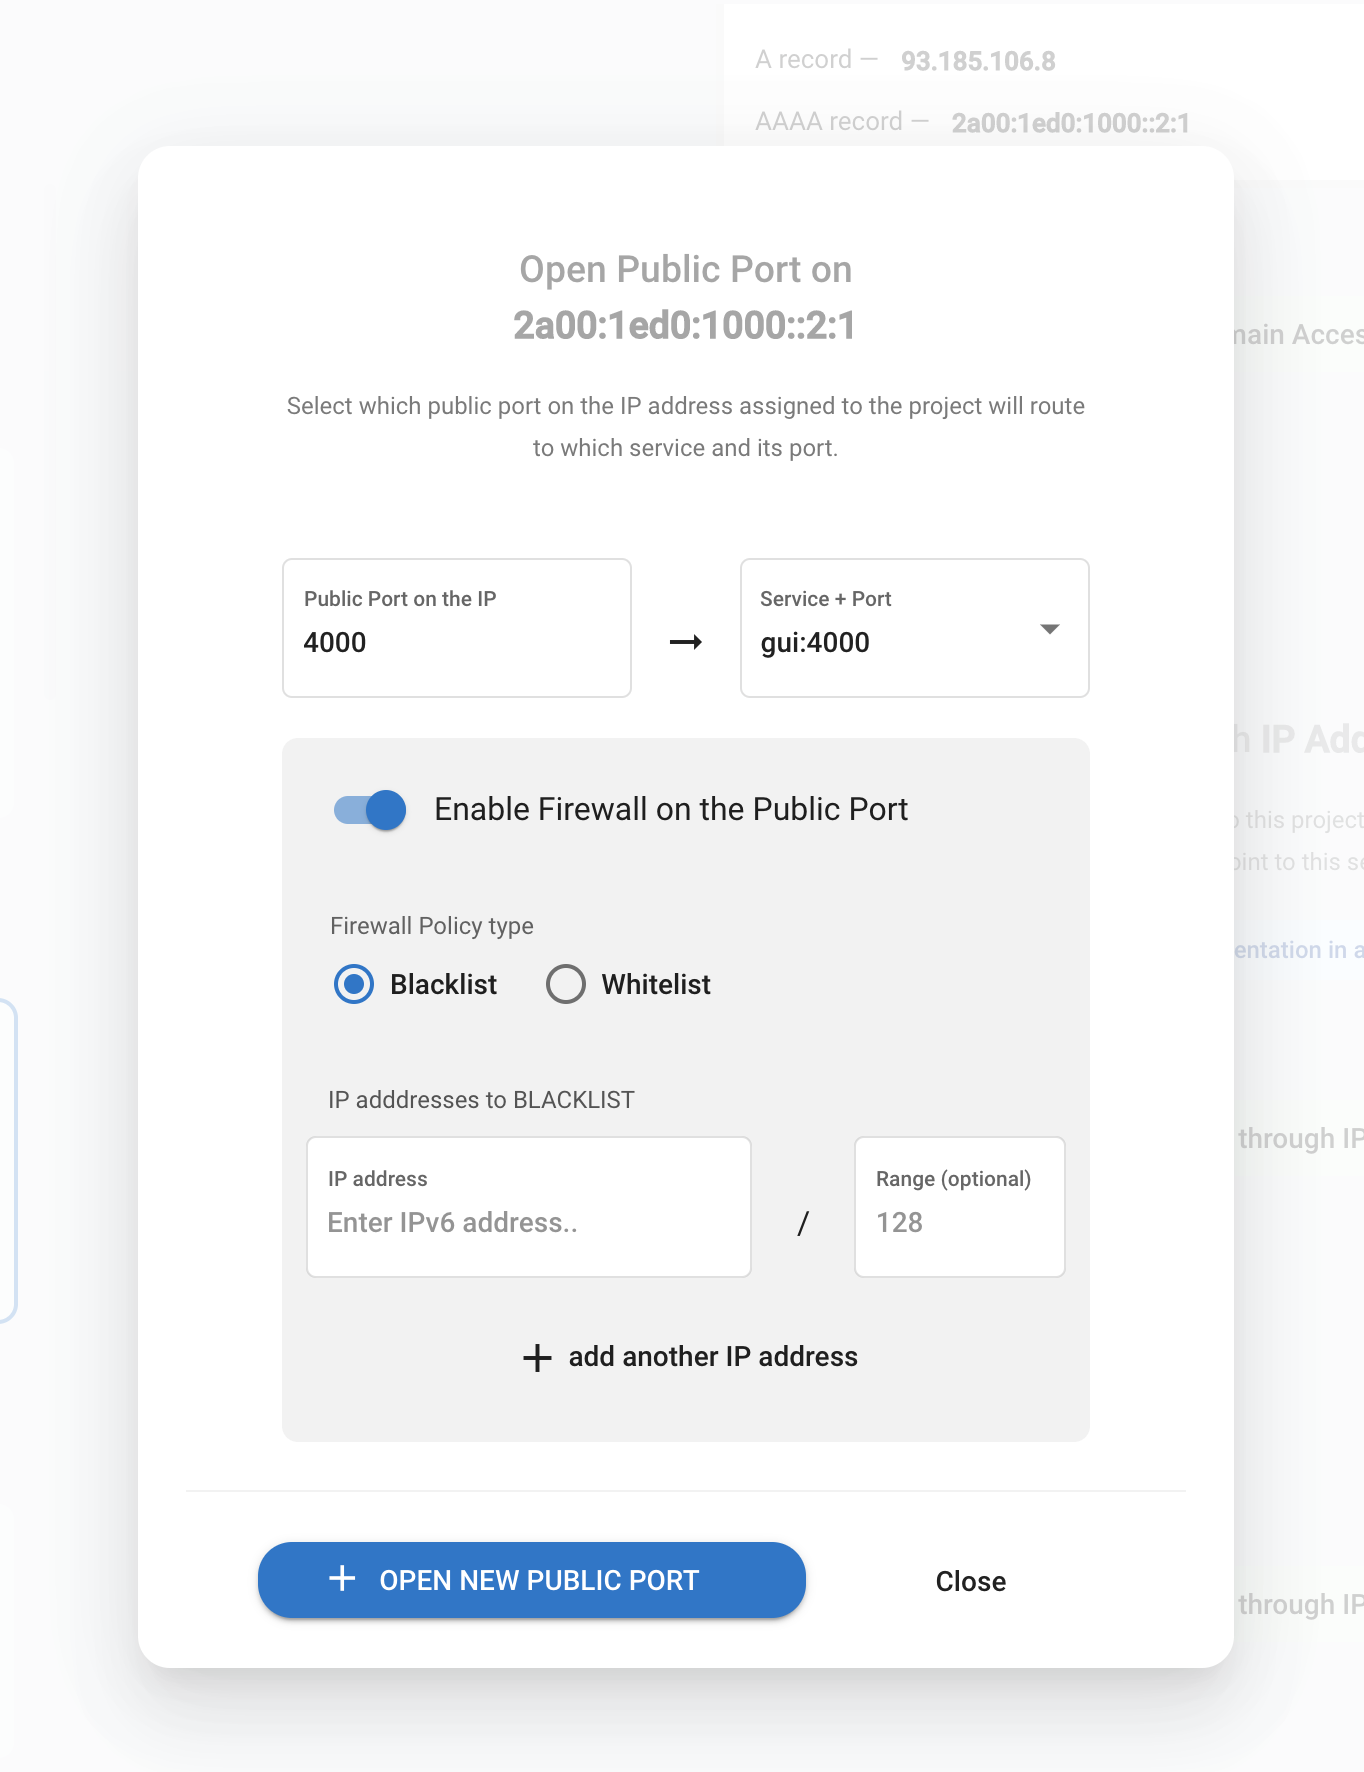 A record — 93.185.106.8
AAAA record — 2a00:1ed0:1000::2:1
Open Public Port on
2a00:1ed0:1000::2:1
Select which public port on the IP address assigned to the project will route
to which service and its port.
Public Port on the IP
4000
Service + Port
gui:4000
Enable Firewall on the Public Port
Firewall Policy type
Blacklist
Whitelist
IP adddresses to BLACKLIST
IP address
Enter IPv6 address..
/
Range (optional)
128
+ add another IP address
+ OPEN NEW PUBLIC PORT
Close
main Acces
h IP Add
o this project
oint to this se
entation in a
through IP
through IP